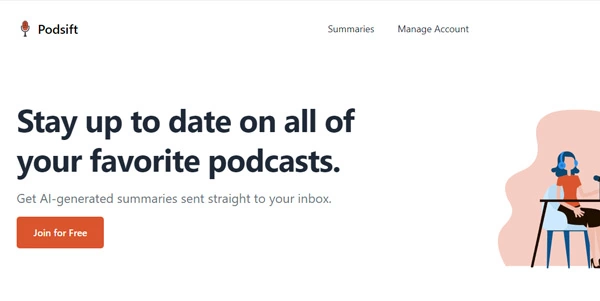 Podsift
Summaries
Manage Account
Stay up to date on all of
your favorite podcasts.
Get AI-generated summaries sent straight to your inbox.
Join for Free